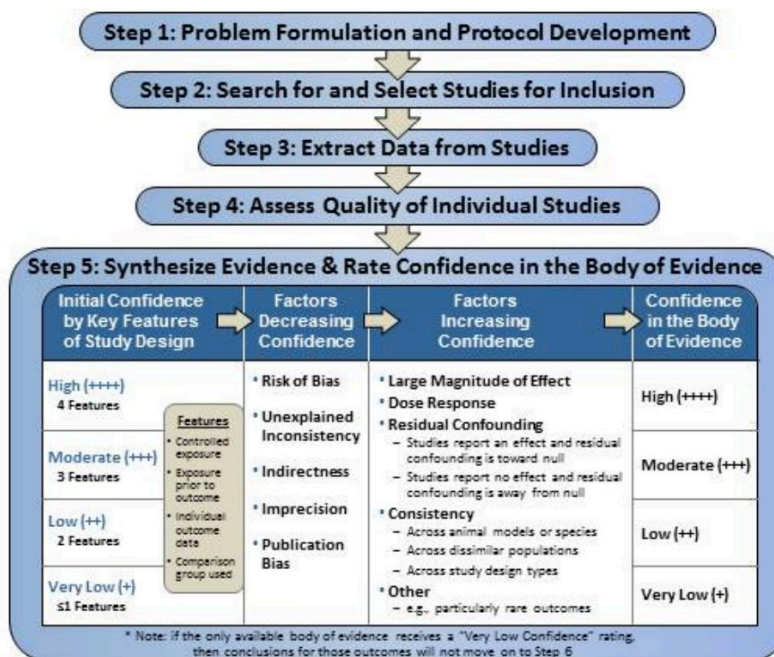 Step 1: Problem Formulation and Protocol Development
Step 2: Search for and Select Studies for Inclusion
Step 3: Extract Data from Studies
Step 4: Assess Quality of Individual Studies
Step 5: Synthesize Evidence & Rate Confidence in the Body of Evidence
Initial Confidence
by Key Features
of Study Design
Factors
Decreasing
Confidence
Factors
Increasing
Confidence
Confidence
in the Body
of Evidence
High (++++)
4 Features
Moderate (+++)
3 Features
Low (++)
2 Features
Very Low (+)
≤1 Features
Features
• Controlled
exposure
• Exposure
prior to
outcome
• Individual
outcome
data
• Comparison
group used
• Risk of Bias
• Unexplained
Inconsistency
• Indirectness
• Imprecision
• Publication
Bias
• Large Magnitude of Effect
• Dose Response
• Residual Confounding
– Studies report an effect and residual
confounding is toward null
– Studies report no effect and residual
confounding is away from null
• Consistency
– Across animal models or species
– Across dissimilar populations
– Across study design types
• Other
– e.g., particularly rare outcomes
High (++++)
Moderate (+++)
Low (++)
Very Low (+)
* Note: if the only available body of evidence receives a "Very Low Confidence" rating,
then conclusions for those outcomes will not move on to Step 6